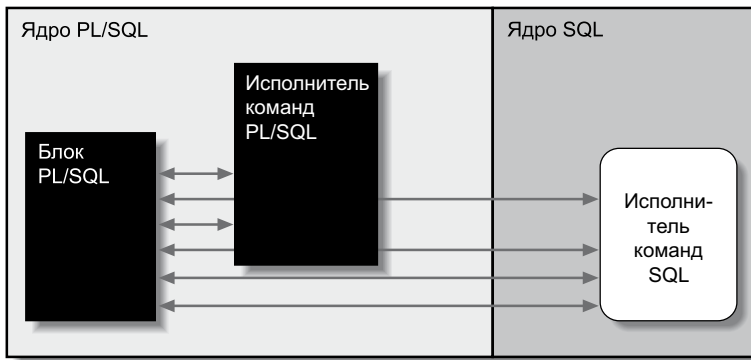 Ядро PL/SQL
Ядро SQL
Исполнитель
команд
PL/SQL
Блок
PL/SQL
Исполни-
тель
команд
SQL